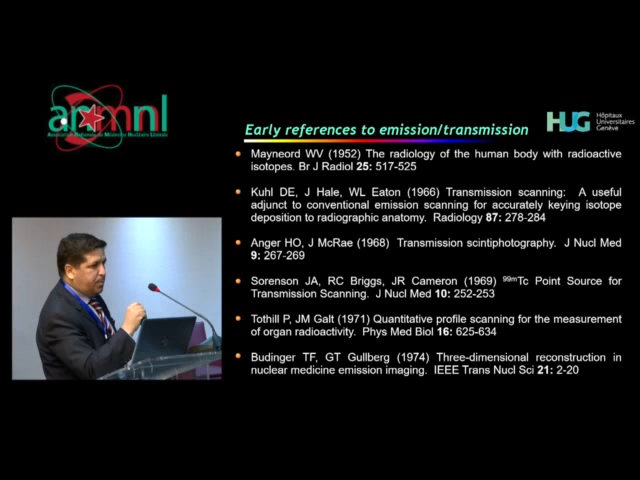 anmnl
Early references to emission/transmission
HUG
Hôpitaux
Universitaires
Genève
Mayneord WV (1952) The radiology of the human body with radioactive
isotopes. Br J Radiol 25: 517-525
Kuhl DE, J Hale, WL Eaton (1966) Transmission scanning: A useful
adjunct to conventional emission scanning for accurately keying isotope
deposition to radiographic anatomy. Radiology 87: 278-284
Anger HO, J McRae (1968) Transmission scintiphotography. J Nucl Med
9: 267-269
Sorenson JA, RC Briggs, JR Cameron (1969) 99mTc Point Source for
Transmission Scanning. J Nucl Med 10: 252-253
Tothill P, JM Galt (1971) Quantitative profile scanning for the measurement
of organ radioactivity. Phys Med Biol 16: 625-634
Budinger TF, GT Gullberg (1974) Three-dimensional reconstruction in
nuclear medicine emission imaging. IEEE Trans Nucl Sci 21: 2-20